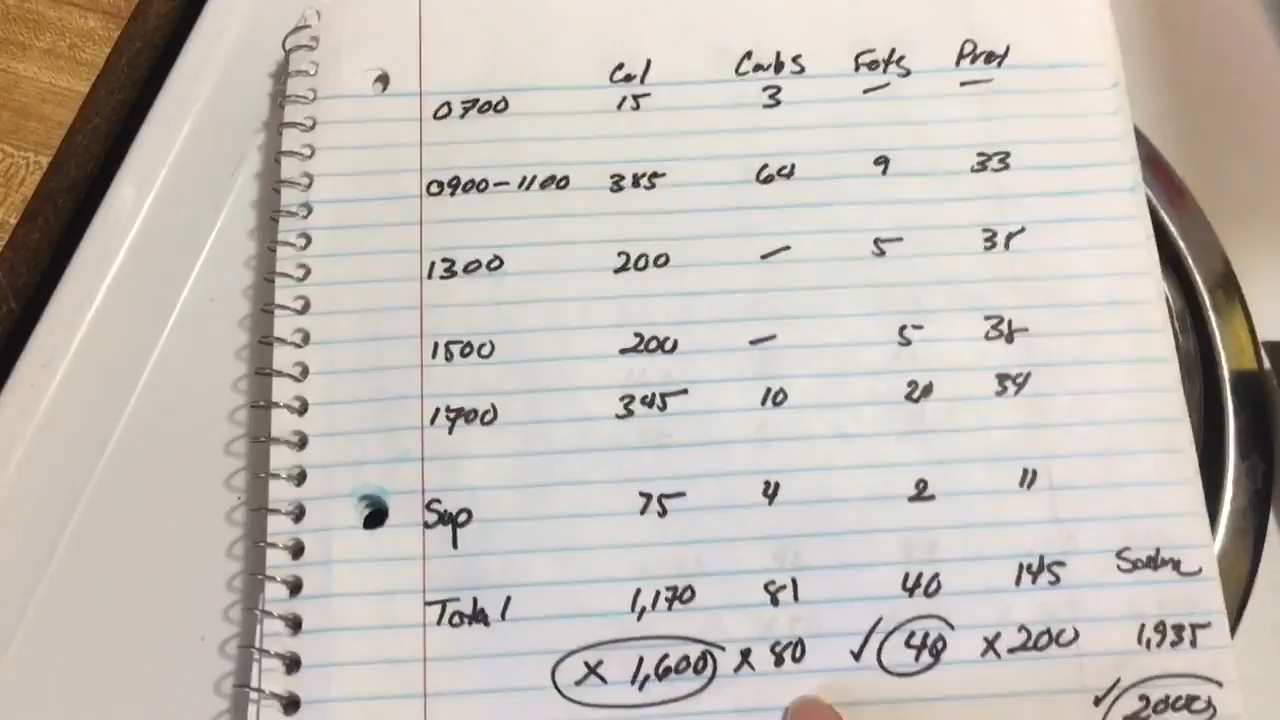 Cal Carbs Fats Prot
0700 15 3 — —
0900-1100 385 64 9 33
1300 200 — 5 38
1500 200 — 5 38
1700 345 10 20 34
Sup 75 4 2 11
Total 1,170 81 40 145 Sodium
x 1,600 x 80 ✓ 40 x 200 1,935
✓ 2000